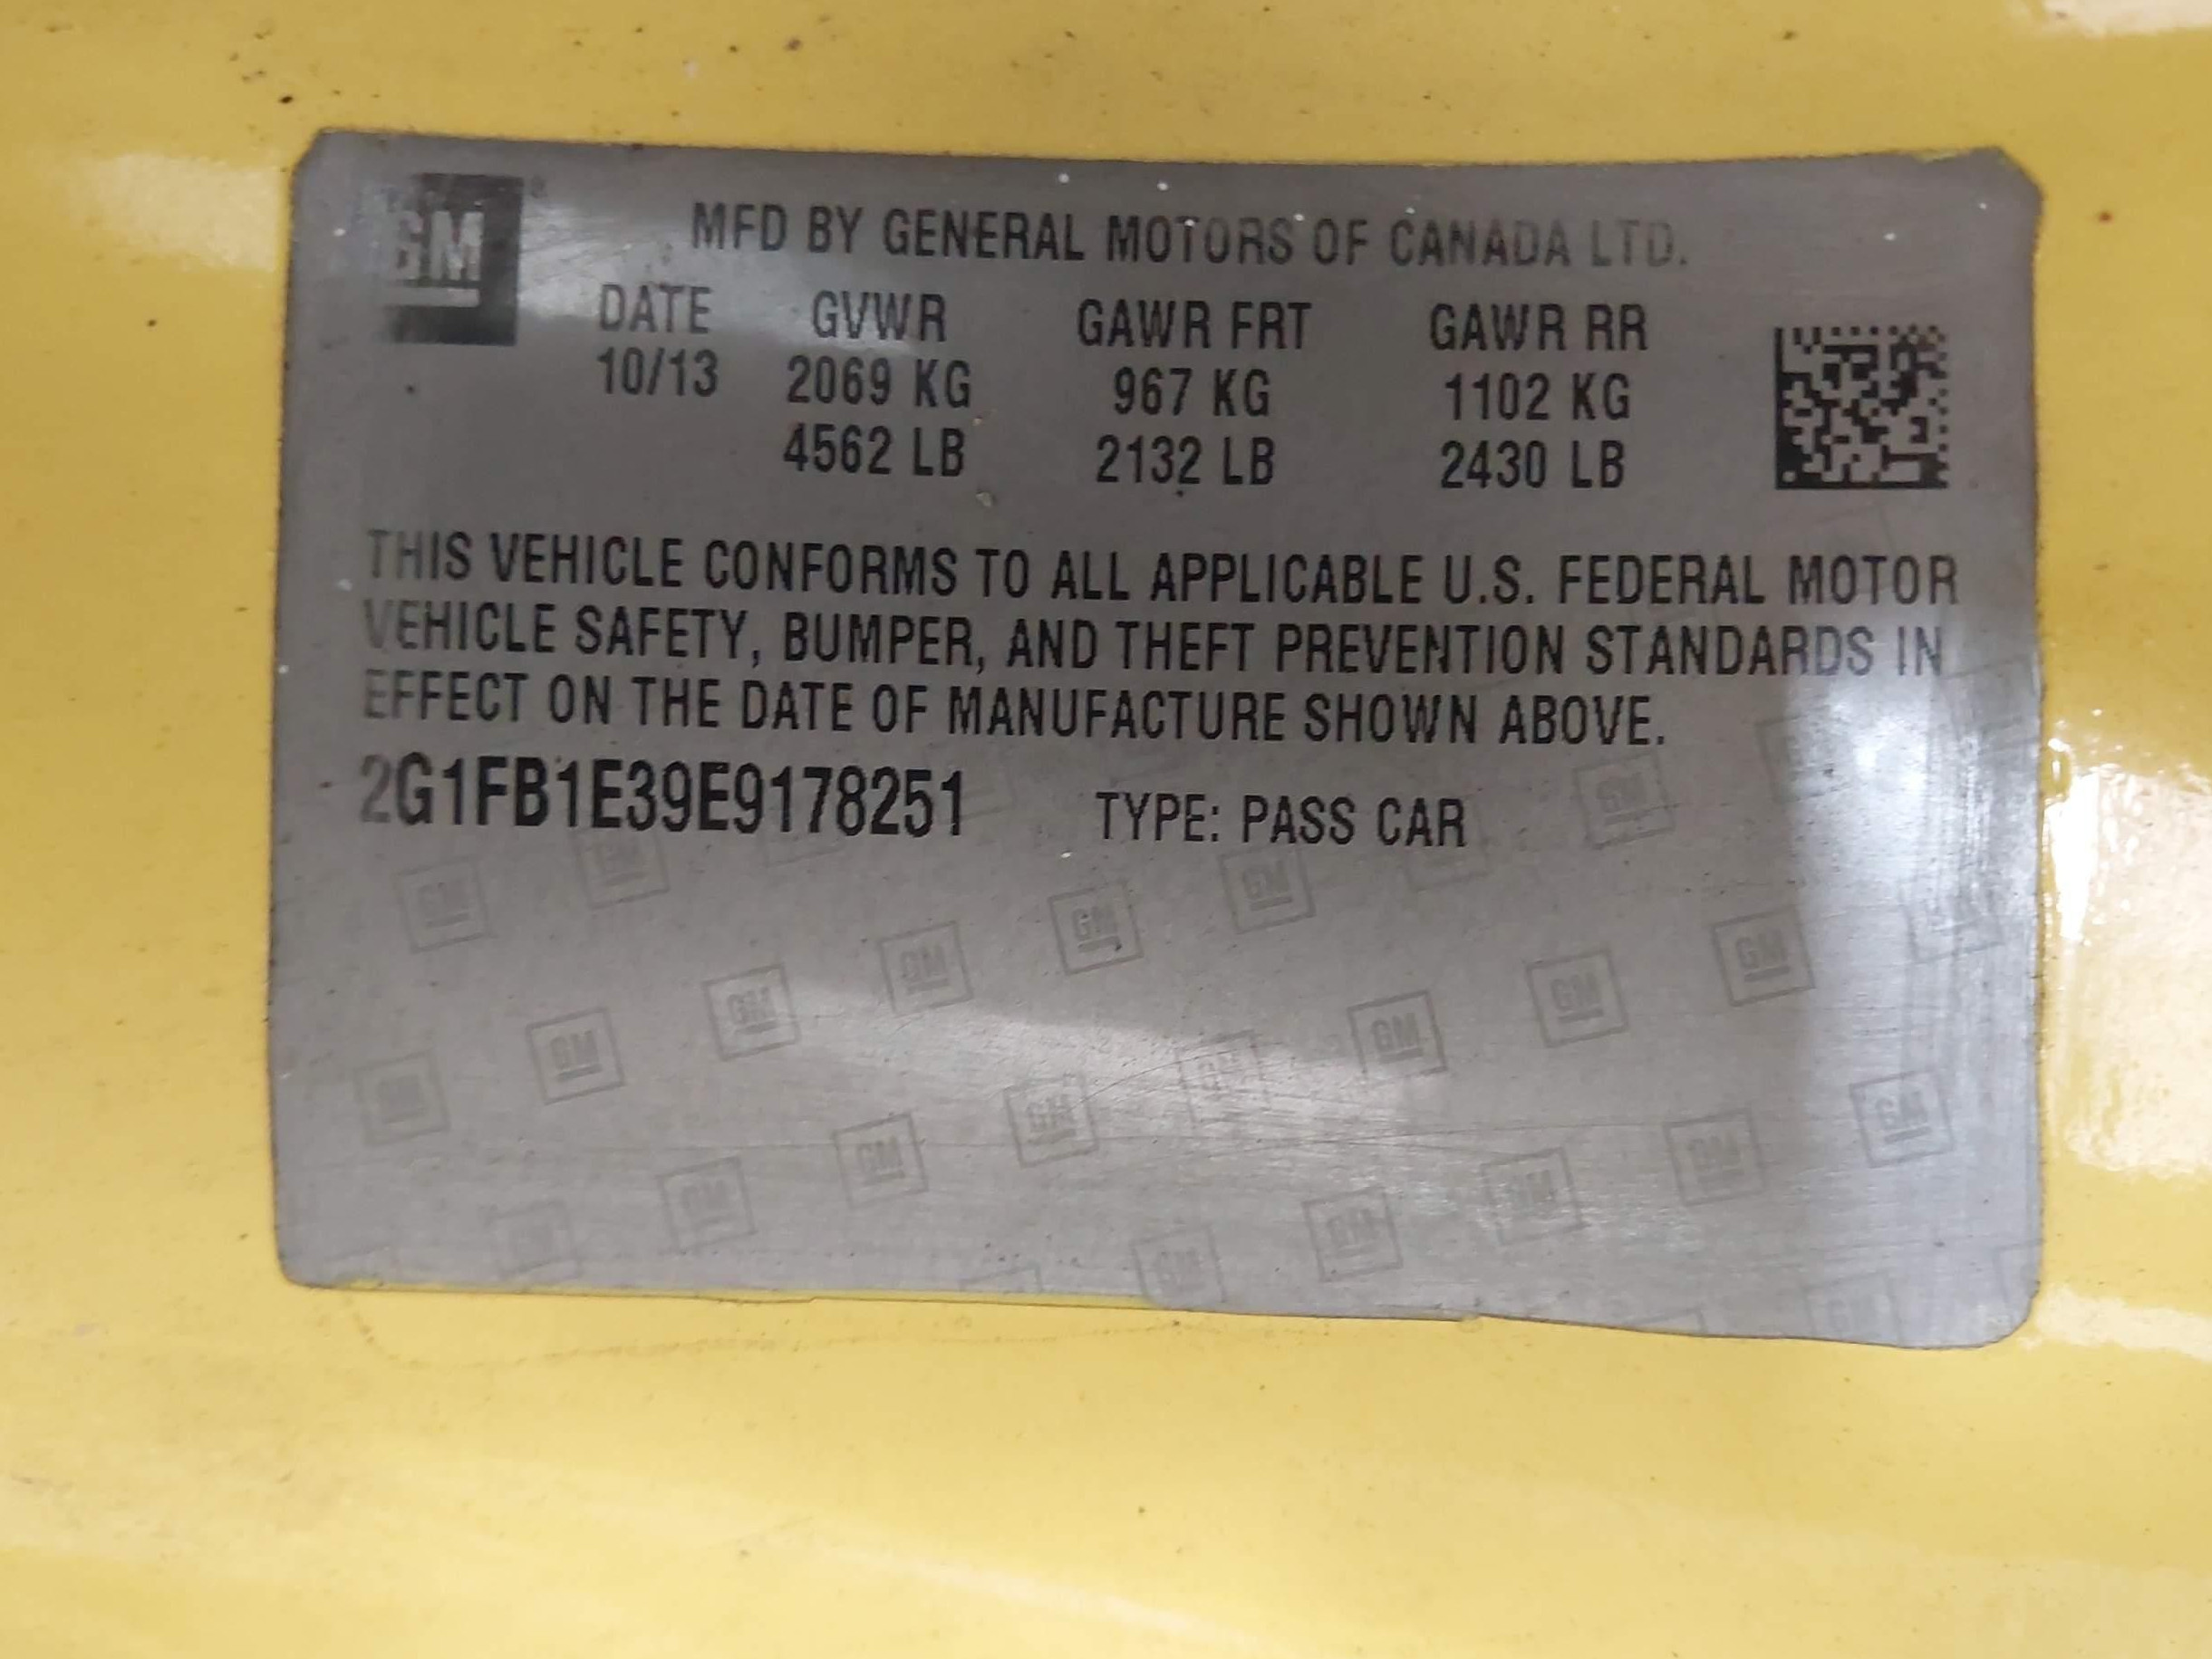 GM
MFD BY GENERAL MOTORS OF CANADA LTD.
DATE GVWR GAWR FRT GAWR RR
10/13 2069 KG 967 KG 1102 KG
4562 LB 2132 LB 2430 LB
THIS VEHICLE CONFORMS TO ALL APPLICABLE U.S. FEDERAL MOTOR
VEHICLE SAFETY, BUMPER, AND THEFT PREVENTION STANDARDS IN
EFFECT ON THE DATE OF MANUFACTURE SHOWN ABOVE.
2G1FB1E39E9178251 TYPE: PASS CAR